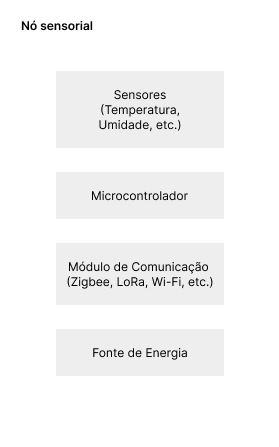 Nó sensorial
Sensores
(Temperatura,
Umidade, etc.)
Microcontrolador
Módulo de Comunicação
(Zigbee, LoRa, Wi-Fi, etc.)
Fonte de Energia